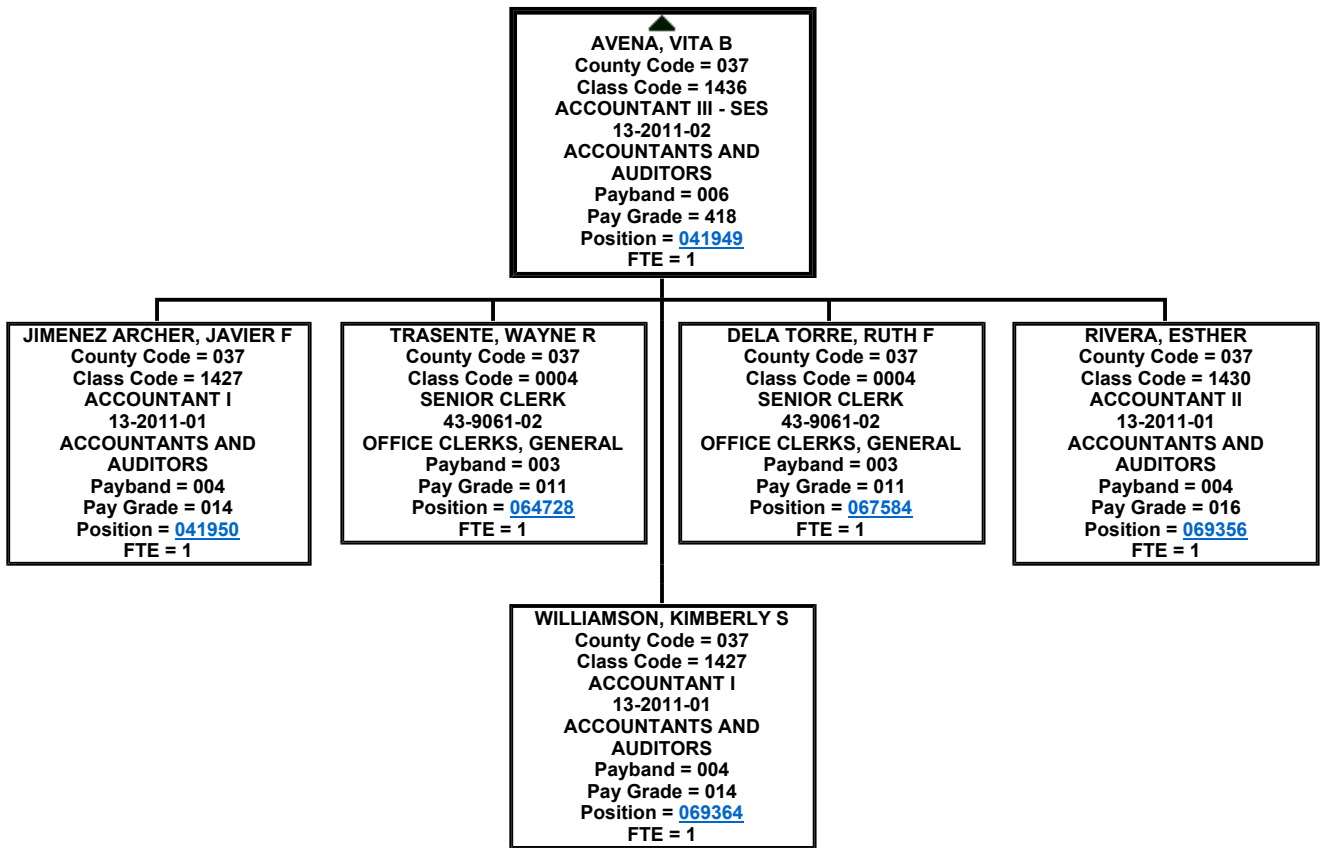 AVENA, VITA B
County Code = 037
Class Code = 1436
ACCOUNTANT III - SES
13-2011-02
ACCOUNTANTS AND
AUDITORS
Payband = 006
Pay Grade = 418
Position = 041949
FTE = 1
JIMENEZ ARCHER, JAVIER F
County Code = 037
Class Code = 1427
ACCOUNTANT I
13-2011-01
ACCOUNTANTS AND
AUDITORS
Payband = 004
Pay Grade = 014
Position = 041950
FTE = 1
TRASENTE, WAYNE R
County Code = 037
Class Code = 0004
SENIOR CLERK
43-9061-02
OFFICE CLERKS, GENERAL
Payband = 003
Pay Grade = 011
Position = 064728
FTE = 1
DELA TORRE, RUTH F
County Code = 037
Class Code = 0004
SENIOR CLERK
43-9061-02
OFFICE CLERKS, GENERAL
Payband = 003
Pay Grade = 011
Position = 067584
FTE = 1
RIVERA, ESTHER
County Code = 037
Class Code = 1430
ACCOUNTANT II
13-2011-01
ACCOUNTANTS AND
AUDITORS
Payband = 004
Pay Grade = 016
Position = 069356
FTE = 1
WILLIAMSON, KIMBERLY S
County Code = 037
Class Code = 1427
ACCOUNTANT I
13-2011-01
ACCOUNTANTS AND
AUDITORS
Payband = 004
Pay Grade = 014
Position = 069364
FTE = 1